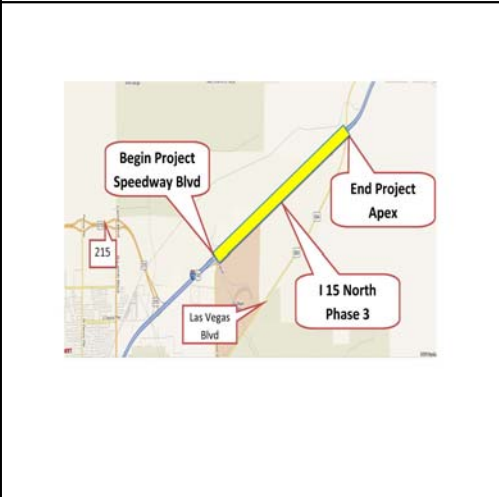 Begin Project
Speedway Blvd
End Project
Apex
215
I 15 North
Phase 3
Las Vegas
Blvd